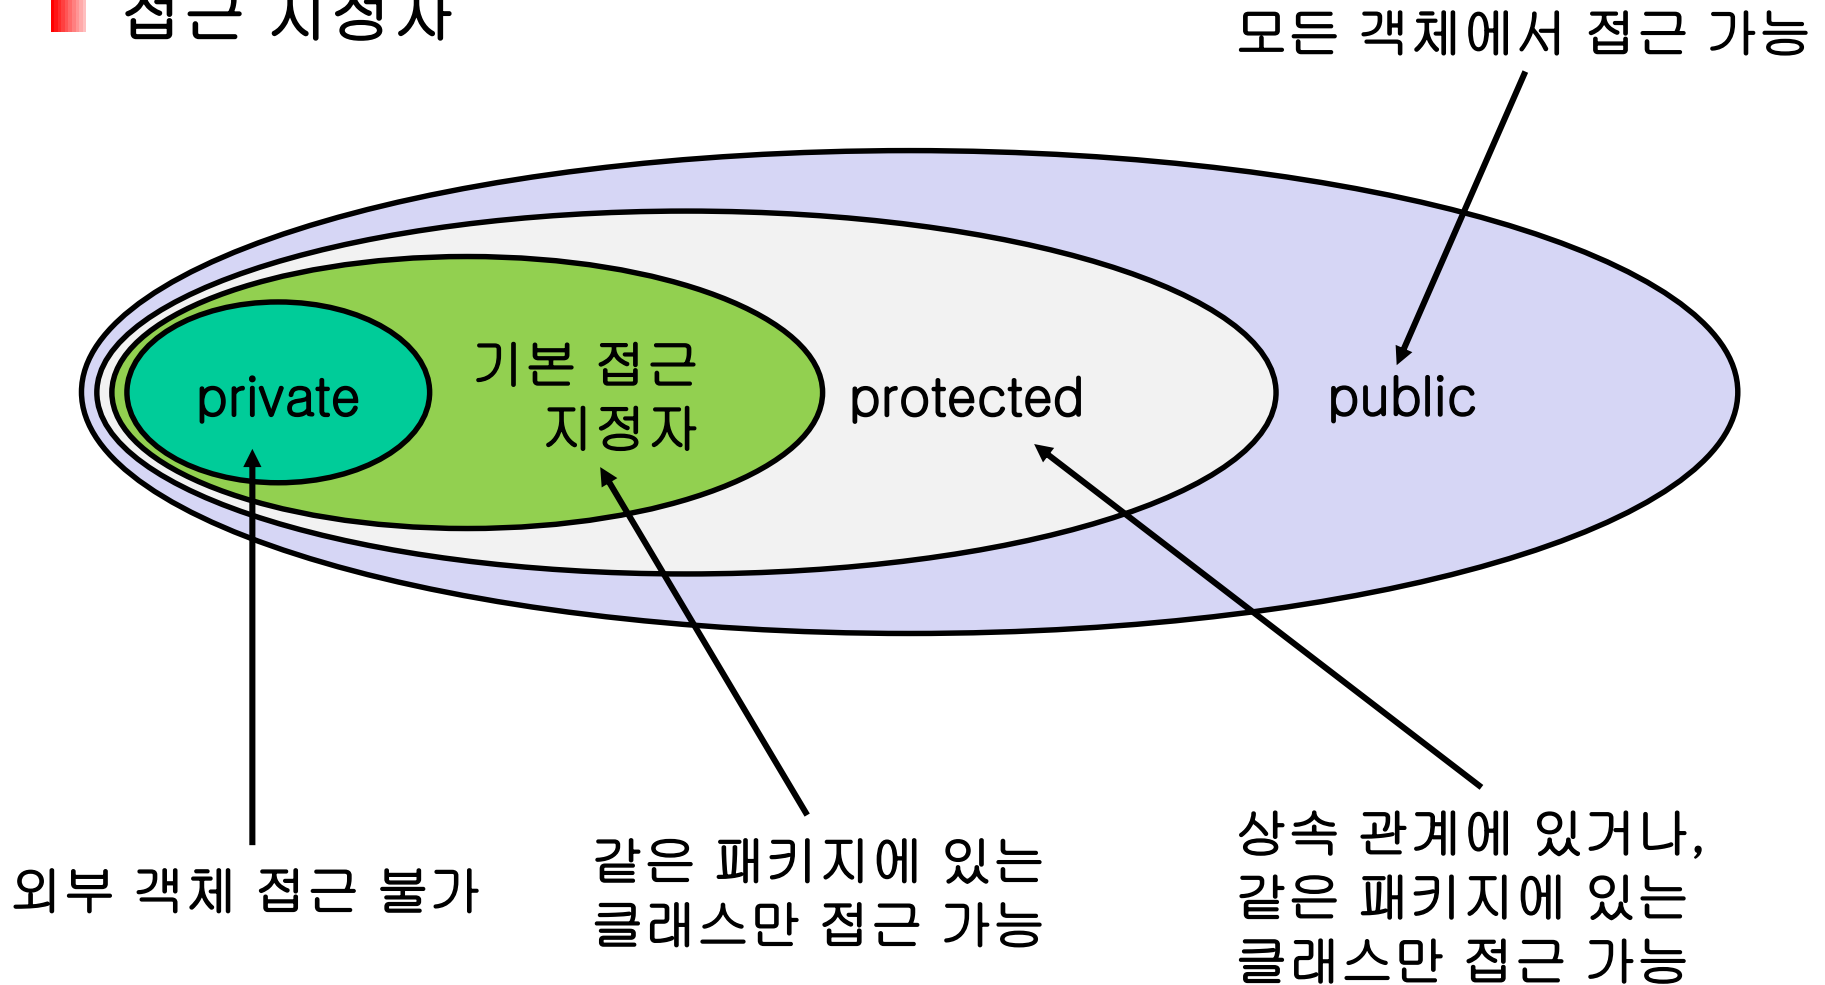 접근 지정자
모든 객체에서 접근 가능
private
기본 접근
지정자
protected
public
외부 객체 접근 불가
같은 패키지에 있는
클래스만 접근 가능
상속 관계에 있거나,
같은 패키지에 있는
클래스만 접근 가능